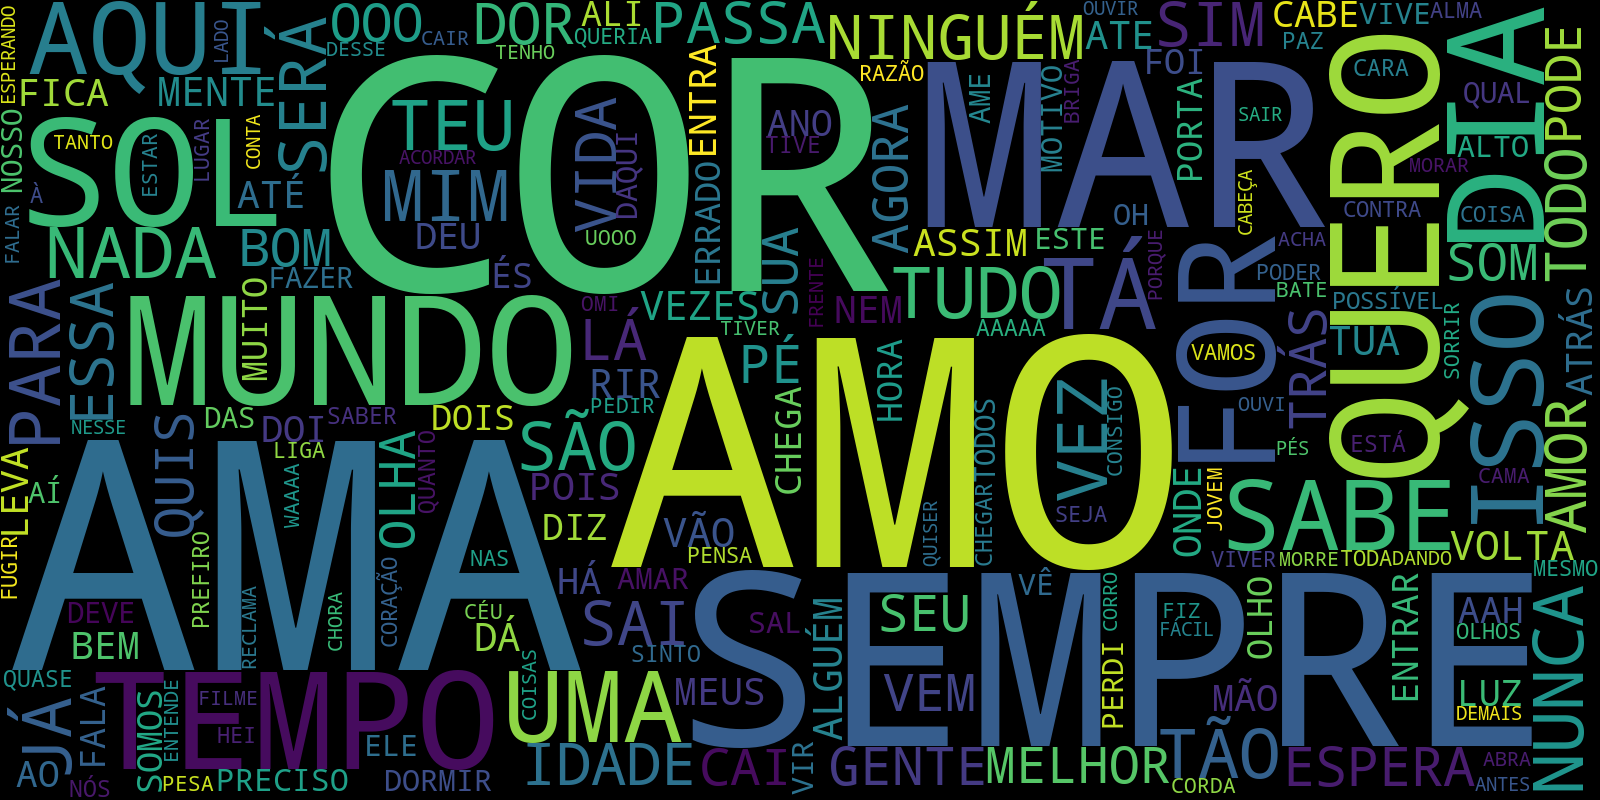 ESPERANDO
AQUI
LADO
SERÁ
OOO
DESSE
CAIR
DOR
TENHO
ALI
QUERIA
PASSA
NINGUÉM
OUVIR
ATE
SIM
CABE
VIVE
ALMA
PAZ
FICA
MENTE
TEU
COR
ENTRA
RAZÃO
AME
FOI
MAR
CARA
QUAL
DIA
PODE
NOSSO
TANTO
SOL
ESTAR
LUGAR
CONTA
ACORDAR
VIDA
DAQUI
ANO
TIVE
AGORA
MOTIVO
BRIGA
PORTA
SAIR
QUERO
ALTO
MORAR
TODO
À
ATÉ
MIM
DEU
UOOO
ERRADO
SUA
OH
CABEÇA
CONTRA
COISA
FALAR
NADA
BOM
FAZER
ÉS
ASSIM
ESTE
PORQUE
FOR
ACHA
PODER
BATE
SOM
PARA
ESSA
MUNDO
MUITO
OMI
LÁ
VEZES
TIVER
FRENTE
NEM
TUDO
AAAAA
TÁ
VAMOS
TRÁS
POSSÍVEL
TUA
SORRIR
ISSO
ATRÁS
RIR
PEDIR
PÉ
HORA
AMO
VEZ
CONSIGO
OUVI
NESSE
QUIS
DAS
DOI
SABER
LIGA
OLHA
QUANTO
DOIS
SÃO
POIS
CHEGA
TODOS
CHEGAR
PÉS
ESTÁ
AMOR
LEVA
AÍ
AMA
WAAAA
DIZ
VÃO
PENSA
QUISER
SEJA
ONDE
JOVEM
SABE
CAMA
VOLTA
FUGIR
PREFIRO
RECLAMA
CHORA
CORAÇÃO
NAS
HÁ
AMAR
VÊ
CORRO
VIVER
MORRE
TODA
DANDO
MESMO
DEVE
BEM
CÉU
DÁ
SAI
SINTO
SEMPRE
SAL
ALGUÉM
SEU
FIZ
FÁCIL
OLHO
ENTRAR
AAH
OLHOS
NUNCA
QUASE
JÁ
FALA
TEMPO
SOMOS
ENTENDE
FILME
HEI
ELE
UMA
COISAS
MEUS
VEM
PERDI
MÃO
LUZ
DEMAIS
AO
NÓS
PESA
PRECISO
DORMIR
IDADE
CAI
VIR
GENTE
MELHOR
TÃO
CORDA
ESPERA
ABRA
ANTES